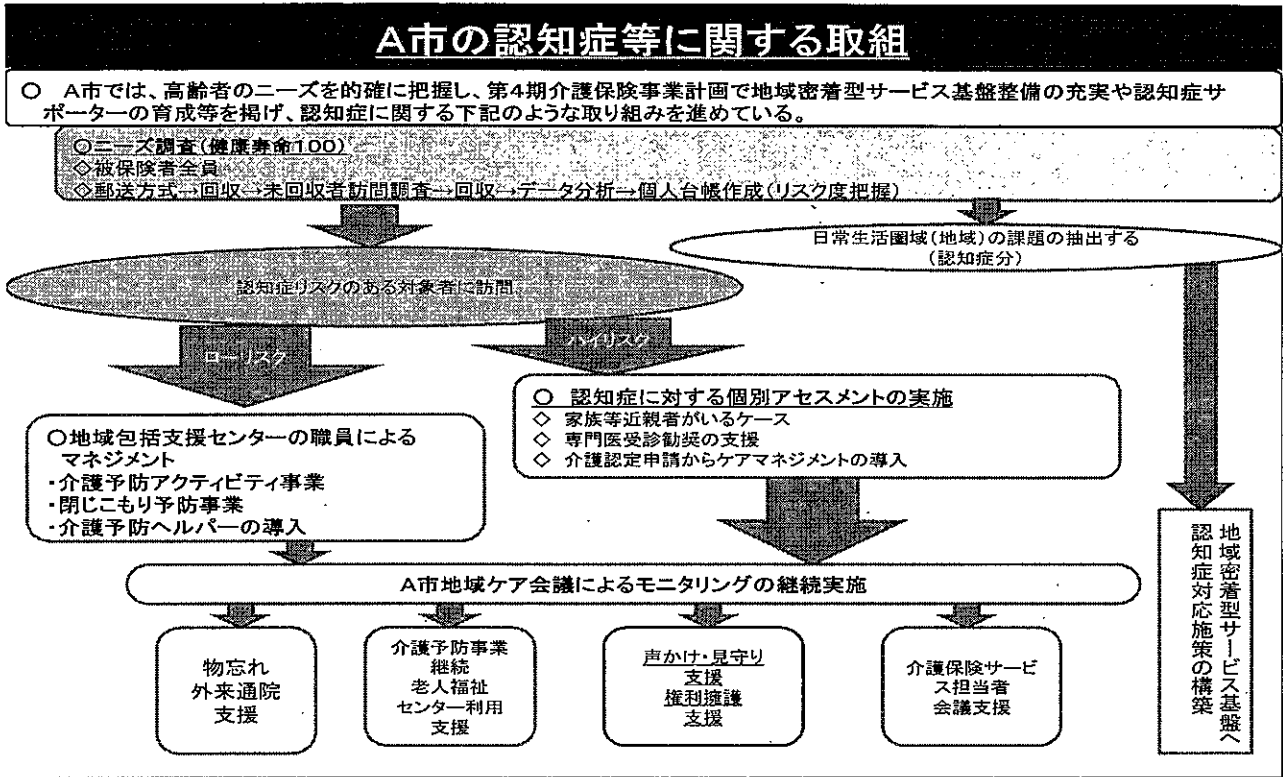 A市の認知症等に関する取組
○ A市では、高齢者のニーズを的確に把握し、第4期介護保険事業計画で地域密着型サービス基盤整備の充実や認知症サ
ポーターの育成等を掲げ、認知症に関する下記のような取り組みを進めている。
○ニーズ調査(健康寿命100)
◇被保険者全員
◇郵送方式→回収→未回収者訪問調査→回収→データ分析→個人台帳作成(リスク度把握)
日常生活圏域(地域)の課題の抽出する
(認知症分)
認知症リスクのある対象者に訪問
ローリスク
ハイリスク
○ 認知症に対する個別アセスメントの実施
◇ 家族等近親者がいるケース
◇ 専門医受診勧奨の支援
◇ 介護認定申請からケアマネジメントの導入
○地域包括支援センターの職員による
マネジメント
・介護予防アクティビティ事業
・閉じこもり予防事業
・介護予防ヘルパーの導入
A市地域ケア会議によるモニタリングの継続実施
物忘れ
外来通院
支援
介護予防事業
継続
老人福祉
センター利用
支援
声かけ・見守り
支援
権利擁護
支援
介護保険サービ
ス担当者
会議支援
地域密着型サービス基盤へ
認知症対応施策の構築